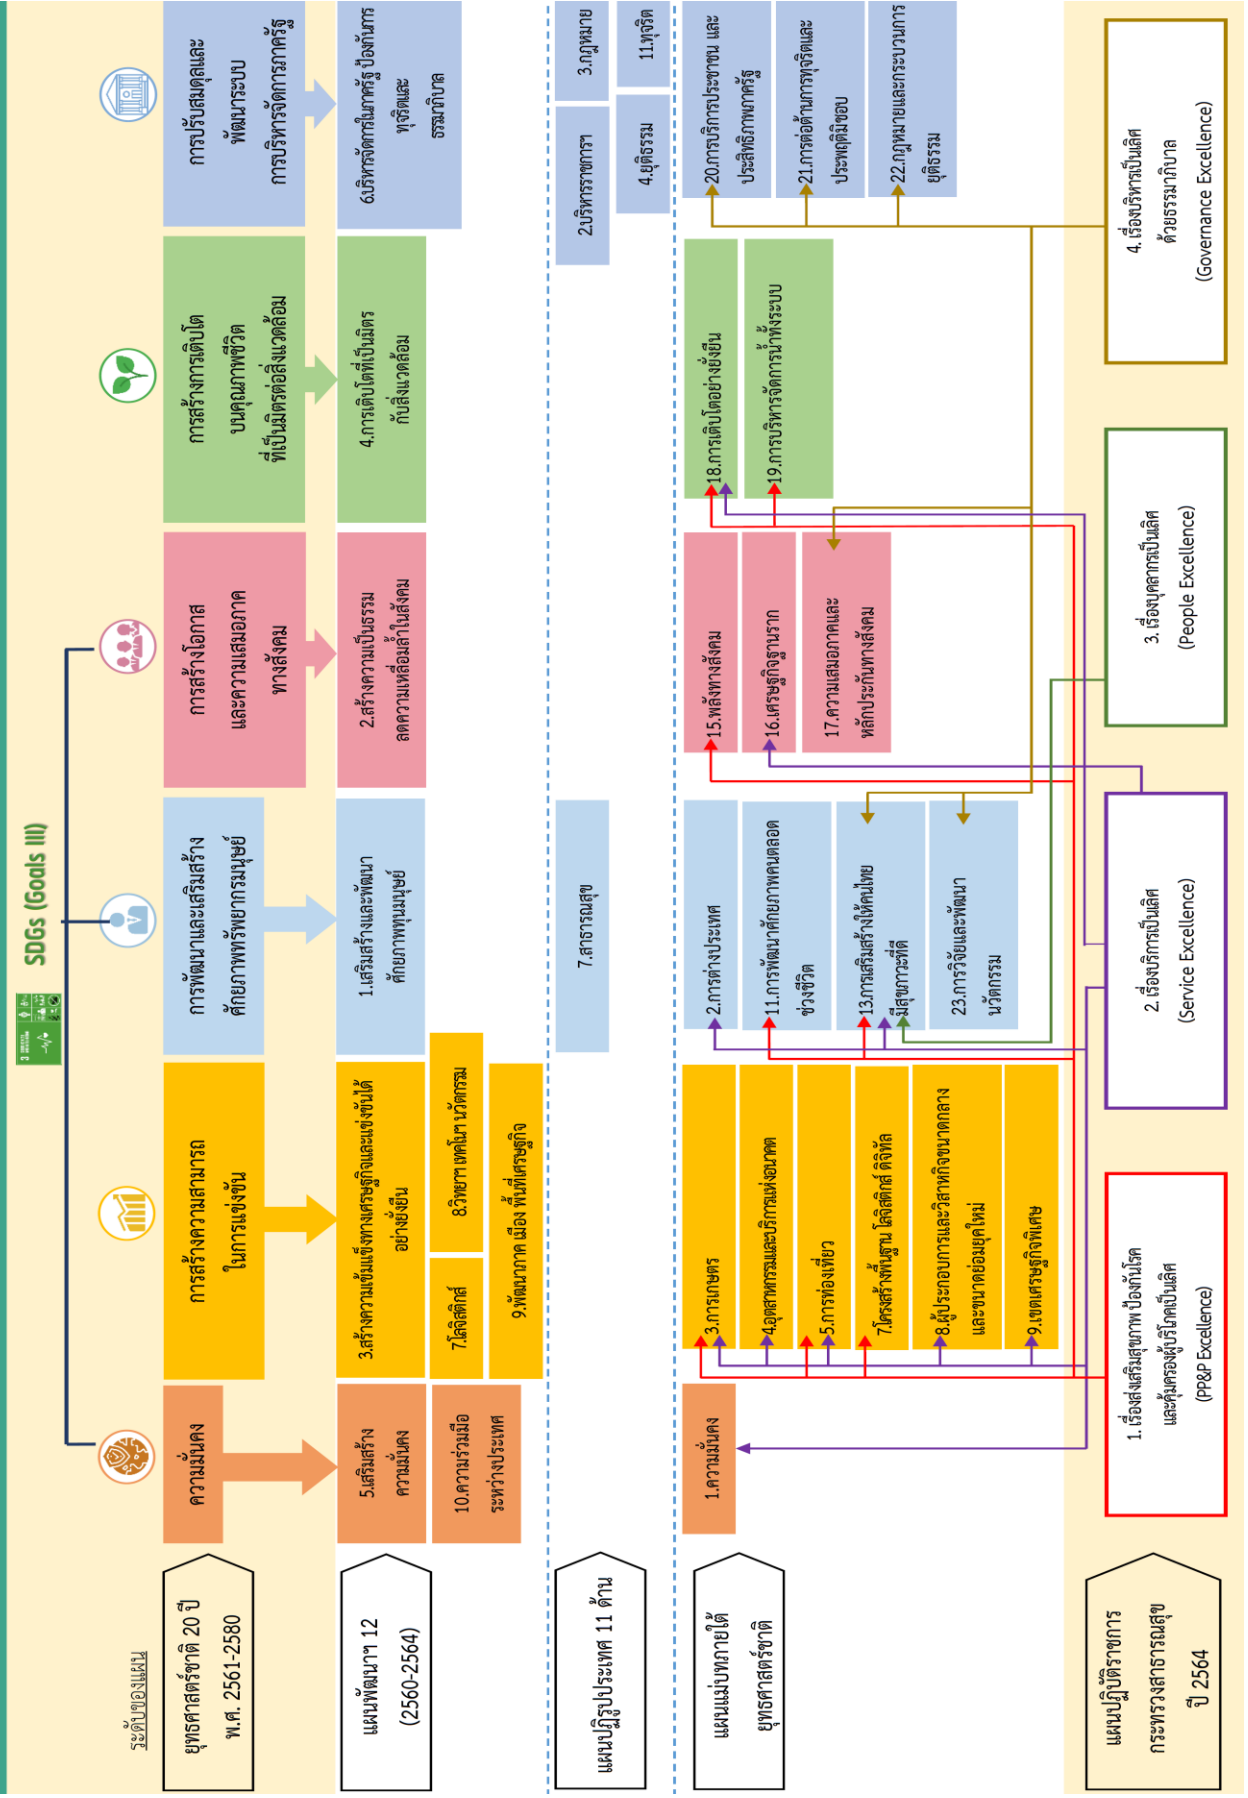 SDGs (Goals III)
ระดับของแผน
ยุทธศาสตร์ชาติ 20 ปี
พ.ศ. 2561-2580
ความมั่นคง
การสร้างความสามารถ
ในการแข่งขัน
การพัฒนาและเสริมสร้าง
ศักยภาพทรัพยากรมนุษย์
การสร้างโอกาส
และความเสมอภาค
ทางสังคม
การสร้างการเติบโต
บนคุณภาพชีวิต
ที่เป็นมิตรต่อสิ่งแวดล้อม
การปรับสมดุลและ
พัฒนาระบบ
การบริหารจัดการภาครัฐ
แผนพัฒนาฯ 12
(2560-2564)
5.เสริมสร้าง
ความมั่นคง
10.ความร่วมมือ
ระหว่างประเทศ
3.สร้างความเข้มแข็งทางเศรษฐกิจและแข่งขันได้
อย่างยั่งยืน
7.โลจิสติกส์
8.วิทยาฯ เทคโนฯ นวัตกรรม
9.พัฒนาภาค เมือง พื้นที่เศรษฐกิจ
1.เสริมสร้างและพัฒนา
ศักยภาพทุนมนุษย์
2.สร้างความเป็นธรรม
ลดความเหลื่อมล้ำในสังคม
4.การเติบโตที่เป็นมิตร
กับสิ่งแวดล้อม
6.บริหารจัดการในภาครัฐ ป้องกันการ
ทุจริตและ
ธรรมาภิบาล
แผนปฏิรูปประเทศ 11 ด้าน
7.สาธารณสุข
2.บริหารราชการฯ
3.กฎหมาย
4.ยุติธรรม
11.ทุจริต
แผนแม่บทภายใต้
ยุทธศาสตร์ชาติ
1.ความมั่นคง
3.การเกษตร
4.อุตสาหกรรมและบริการแห่งอนาคต
5.การท่องเที่ยว
7.โครงสร้างพื้นฐาน โลจิสติกส์ ดิจิทัล
8.ผู้ประกอบการและวิสาหกิจขนาดกลาง
และขนาดย่อมยุคใหม่
9.เขตเศรษฐกิจพิเศษ
2.การต่างประเทศ
11.การพัฒนาศักยภาพคนตลอด
ช่วงชีวิต
13.การเสริมสร้างให้คนไทย
มีสุขภาวะที่ดี
23.การวิจัยและพัฒนา
นวัตกรรม
15.พลังทางสังคม
16.เศรษฐกิจฐานราก
17.ความเสมอภาคและ
หลักประกันทางสังคม
18.การเติบโตอย่างยั่งยืน
19.การบริหารจัดการน้ำทั้งระบบ
20.การบริการประชาชน และ
ประสิทธิภาพภาครัฐ
21.การต่อต้านการทุจริตและ
ประพฤติมิชอบ
22.กฎหมายและกระบวนการ
ยุติธรรม
แผนปฏิบัติราชการ
กระทรวงสาธารณสุข
ปี 2564
1. เรื่องส่งเสริมสุขภาพ ป้องกันโรค
และคุ้มครองผู้บริโภคเป็นเลิศ
(PP&P Excellence)
2. เรื่องบริการเป็นเลิศ
(Service Excellence)
3. เรื่องบุคลากรเป็นเลิศ
(People Excellence)
4. เรื่องบริหารเป็นเลิศ
ด้วยธรรมาภิบาล
(Governance Excellence)